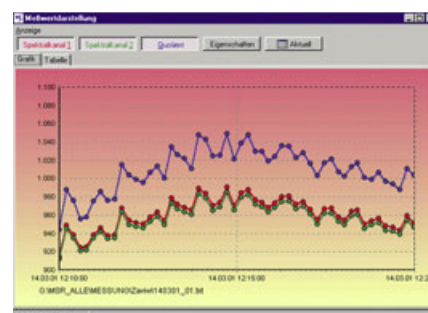 Meßwertdarstellung
Anzeige
Spektralkanal 1 Spektralkanal 2 Quotient Eigenschaften Aktuell
Grafik Tabelle
1.100
1.080
1.060
1.040
1.020
1.000
980
960
940
920
900
14.03.01 12:10:00 14.03.01 12:15:00 14.03.01 12:2